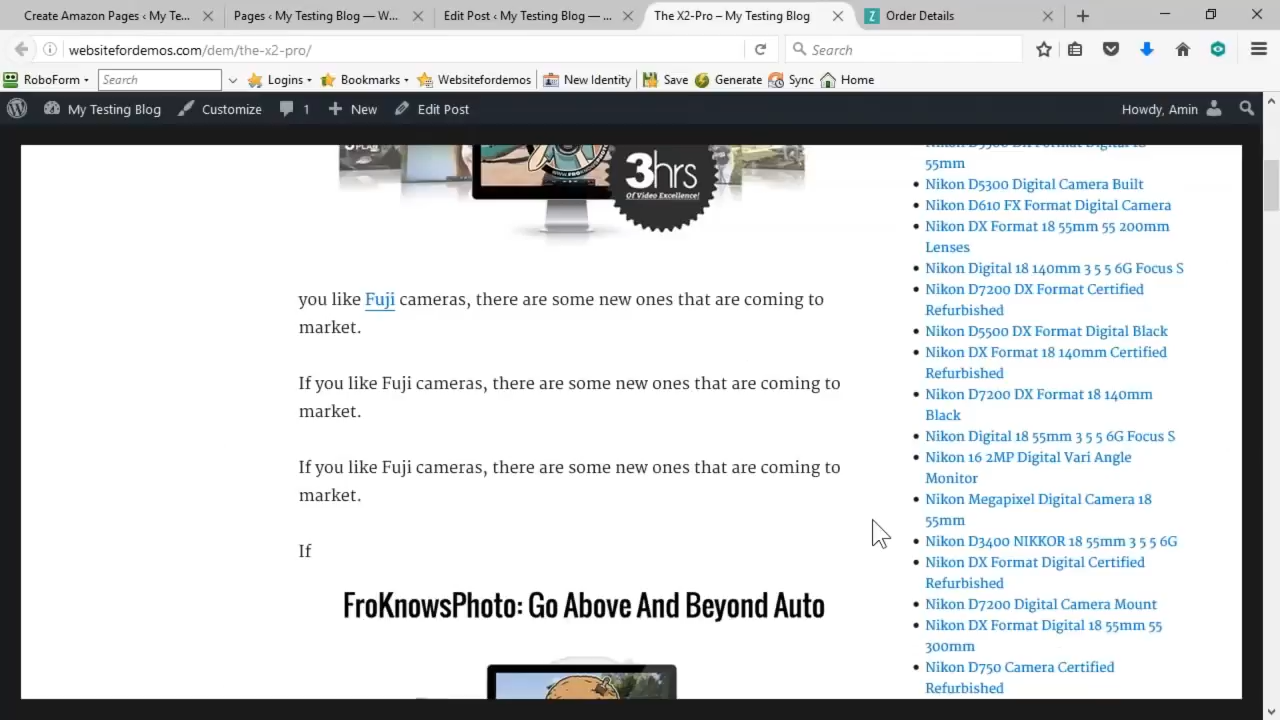 Create Amazon Pages ‹ My Te...
Pages ‹ My Testing Blog — W...
Edit Post ‹ My Testing Blog — ...
The X2-Pro – My Testing Blog
Z Order Details
websitefordemos.com/dem/the-x2-pro/
Search
RoboForm
Search
Logins
Bookmarks
Websitefordemos
New Identity
Save
Generate
Sync
Home
My Testing Blog
Customize
1
New
Edit Post
Howdy, Amin
3hrs
Of Video Excellence!
you like Fuji cameras, there are some new ones that are coming to
market.
If you like Fuji cameras, there are some new ones that are coming to
market.
If you like Fuji cameras, there are some new ones that are coming to
market.
If
FroKnowsPhoto: Go Above And Beyond Auto
55mm
Nikon D5300 Digital Camera Built
Nikon D610 FX Format Digital Camera
Nikon DX Format 18 55mm 55 200mm
Lenses
Nikon Digital 18 140mm 3 5 5 6G Focus S
Nikon D7200 DX Format Certified
Refurbished
Nikon D5500 DX Format Digital Black
Nikon DX Format 18 140mm Certified
Refurbished
Nikon D7200 DX Format 18 140mm
Black
Nikon Digital 18 55mm 3 5 5 6G Focus S
Nikon 16 2MP Digital Vari Angle
Monitor
Nikon Megapixel Digital Camera 18
55mm
Nikon D3400 NIKKOR 18 55mm 3 5 5 6G
Nikon DX Format Digital Certified
Refurbished
Nikon D7200 Digital Camera Mount
Nikon DX Format Digital 18 55mm 55
300mm
Nikon D750 Camera Certified
Refurbished